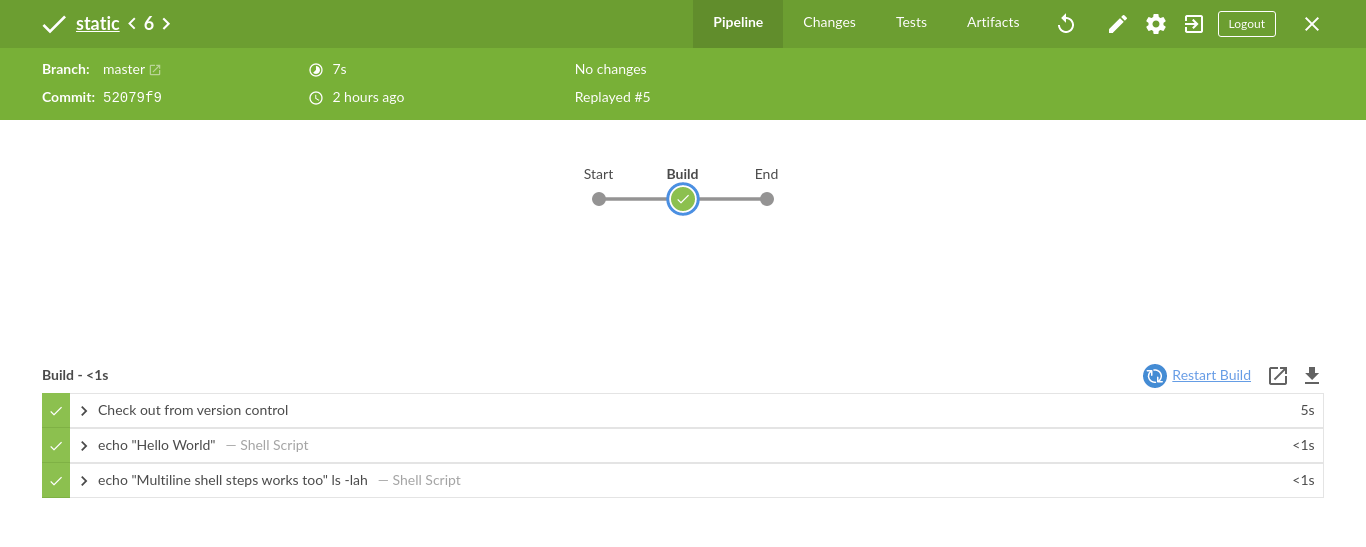 static < 6 > Pipeline Changes Tests Artifacts Logout
Branch: master 7s No changes
Commit: 52079f9 2 hours ago Replayed #5
Start Build End
Build - <1s Restart Build
Check out from version control 5s
echo "Hello World" — Shell Script <1s
echo "Multiline shell steps works too" ls -lah — Shell Script <1s